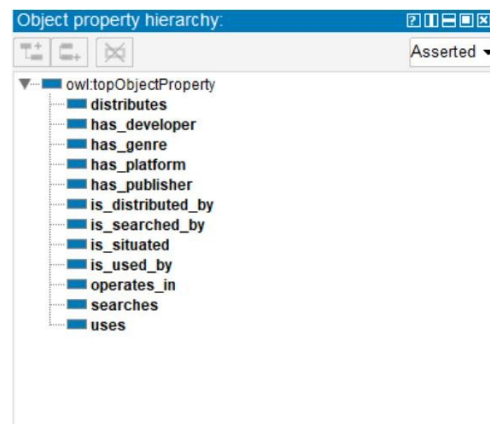 Object property hierarchy:
Asserted
owl:topObjectProperty
distributes
has_developer
has_genre
has_platform
has_publisher
is_distributed_by
is_searched_by
is_situated
is_used_by
operates_in
searches
uses